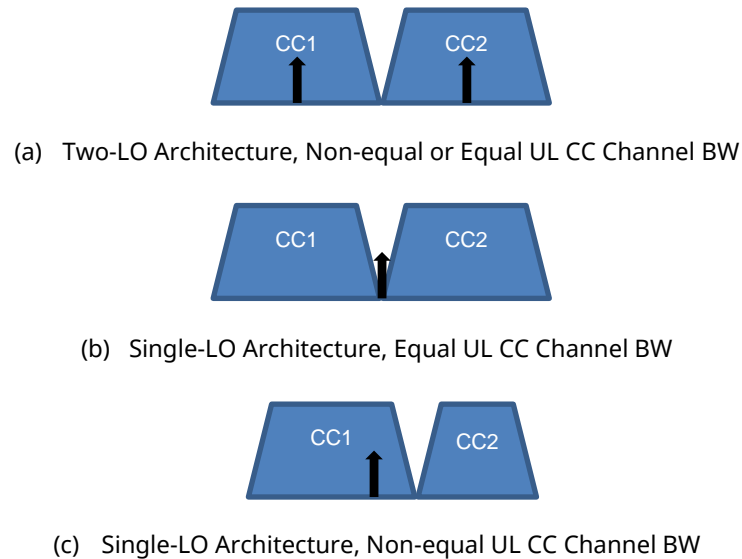 CC1 CC2
(a) Two-LO Architecture, Non-equal or Equal UL CC Channel BW
CC1 CC2
(b) Single-LO Architecture, Equal UL CC Channel BW
CC1 CC2
(c) Single-LO Architecture, Non-equal UL CC Channel BW